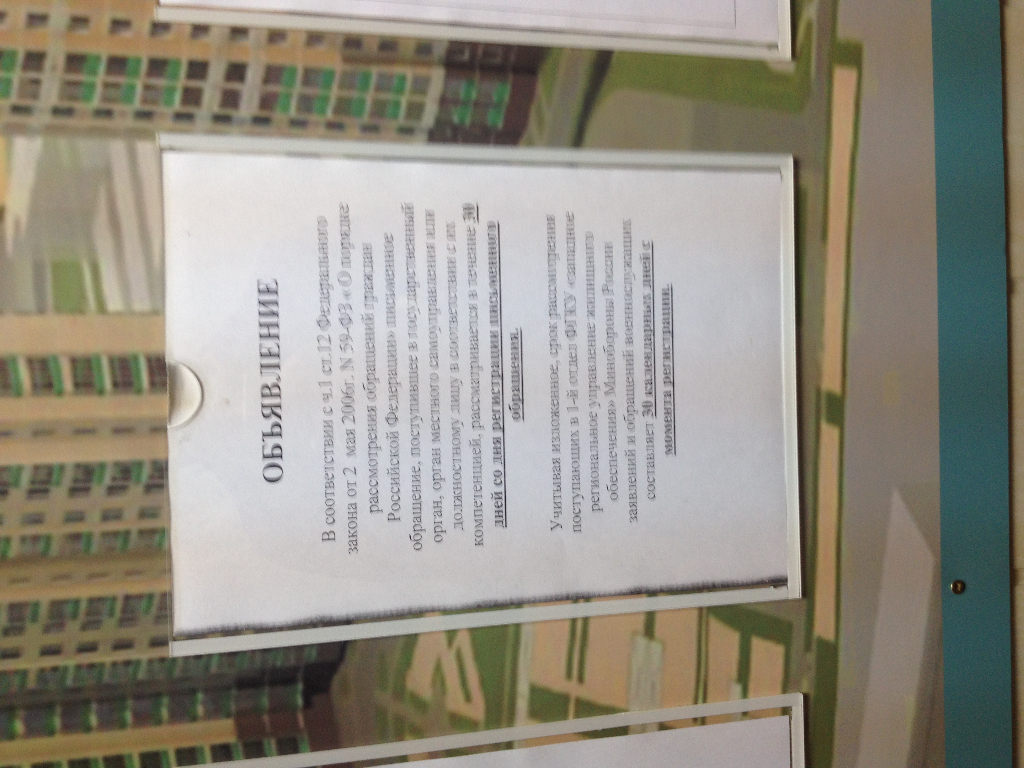 ОБЪЯВЛЕНИЕ
В соответствии с ч.1 ст.12 Федерального
закона от 2 мая 2006г. N 59-ФЗ « О порядке
рассмотрения обращений граждан
Российской Федерации» письменное
обращение, поступившее в государственный
орган, орган местного самоуправления или
должностному лицу в соответствии с их
компетенцией, рассматривается в течение 30
дней со дня регистрации письменного
обращения.
Учитывая изложенное, срок рассмотрения
поступающих в 1-й отдел ФГКУ «Западное
региональное управление жилищного
обеспечения» Минобороны России
заявлений и обращений военнослужащих
составляет 30 календарных дней с
момента регистрации.